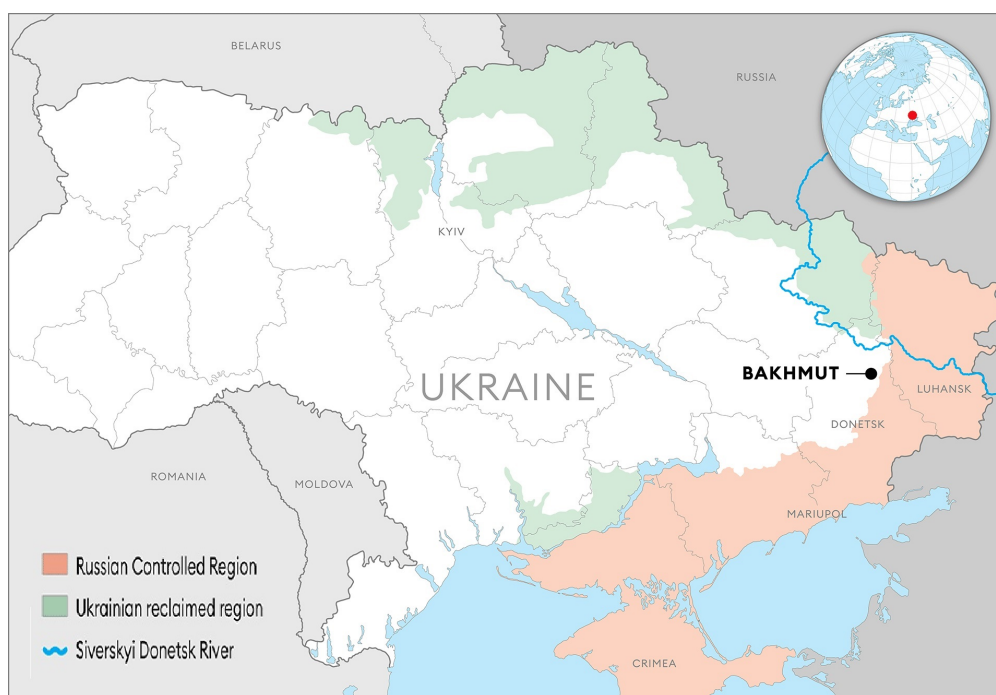 BELARUS
RUSSIA
KYIV
UKRAINE
BAKHMUT
LUHANSK
DONETSK
ROMANIA
MOLDOVA
MARIUPOL
Russian Controlled Region
Ukrainian reclaimed region
Siverskyi Donetsk River
CRIMEA